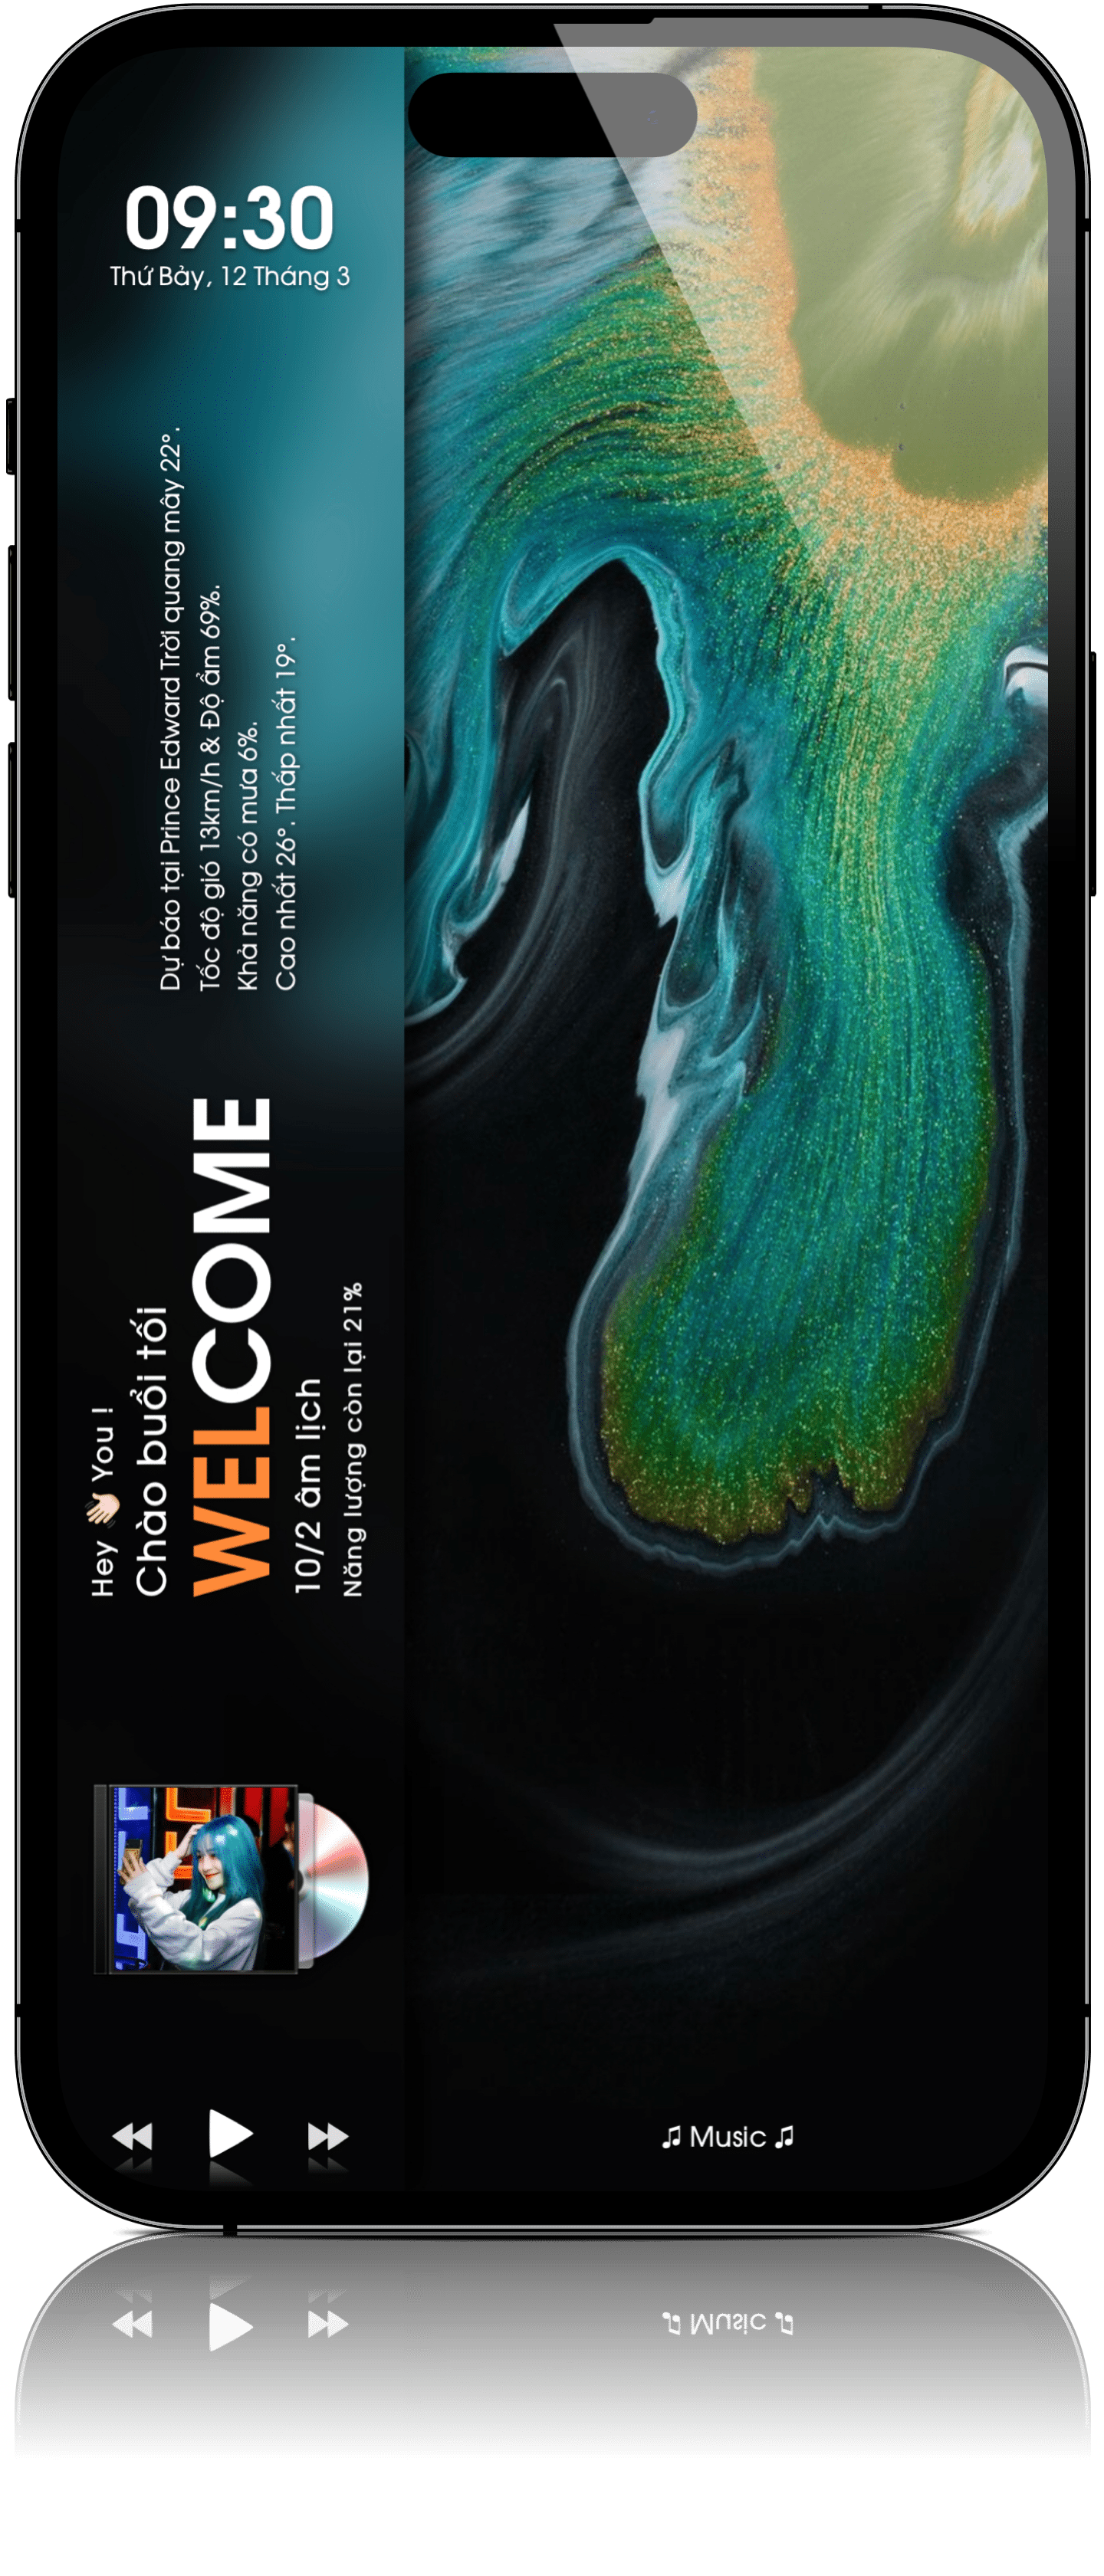 09:30
Thứ Bảy, 12 Tháng 3
Dự báo tại Prince Edward Trời quang mây 22°.
Tốc độ gió 13km/h & Độ ẩm 69%.
Khả năng có mưa 6%.
Cao nhất 26°. Thấp nhất 19°.
Hey 👋🏻 You !
Chào buổi tối
WELCOME
10/2 âm lịch
Năng lượng còn lại 21%
♫ Music ♫
♫ Music ♫